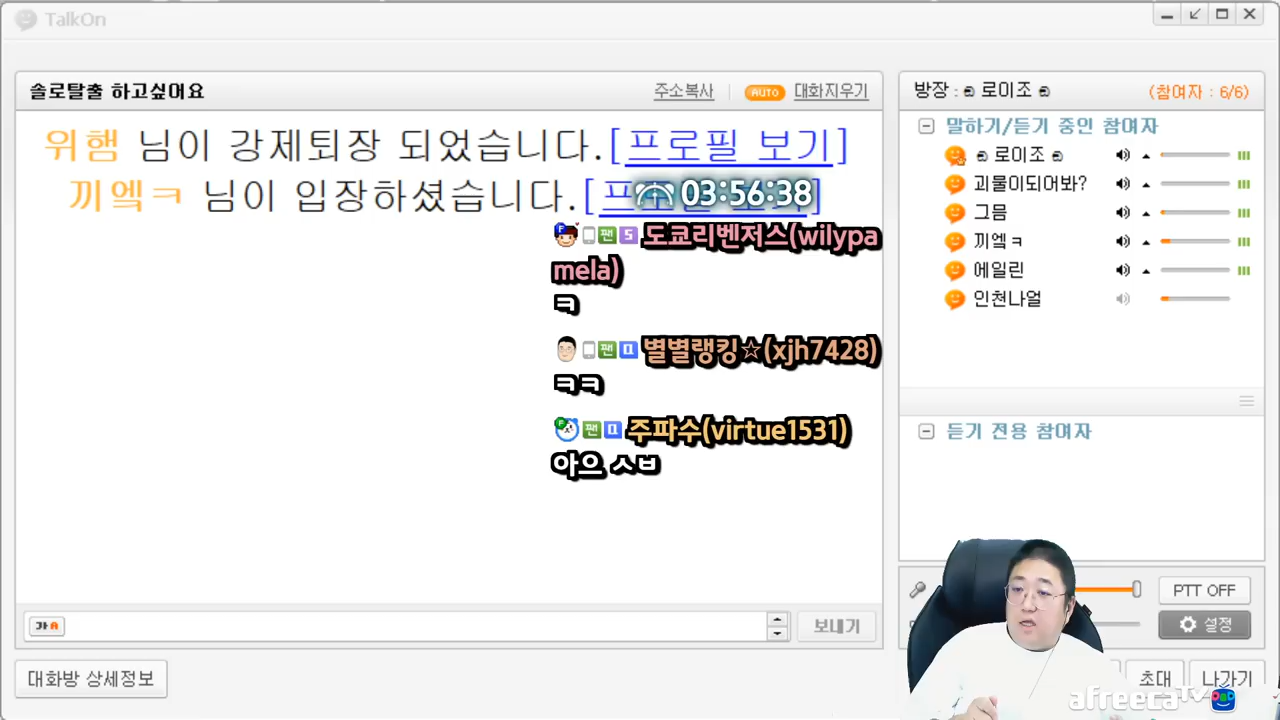 TalkOn
솔로탈출 하고싶어요
주소복사
AUTO 대화지우기
위햄 님이 강제퇴장 되었습니다.[프로필 보기]
끼엨ㅋ 님이 입장하셨습니다.[프
03:56:38
팬 5 도쿄리벤저스(wilypa
mela)
ㅋ
팬 별별랭킹☆(xjh7428)
ㅋㅋ
팬 주파수(virtue1531)
아으 ㅅㅂ
가A
보내기
대화방 상세정보
방장 : 로이조
(참여자 : 6/6)
말하기/듣기 중인 참여자
로이조
괴물이되어봐?
그믐
끼엨ㅋ
에일린
인천나얼
듣기 전용 참여자
PTT OFF
설정
초대
나가기
afreecaTV